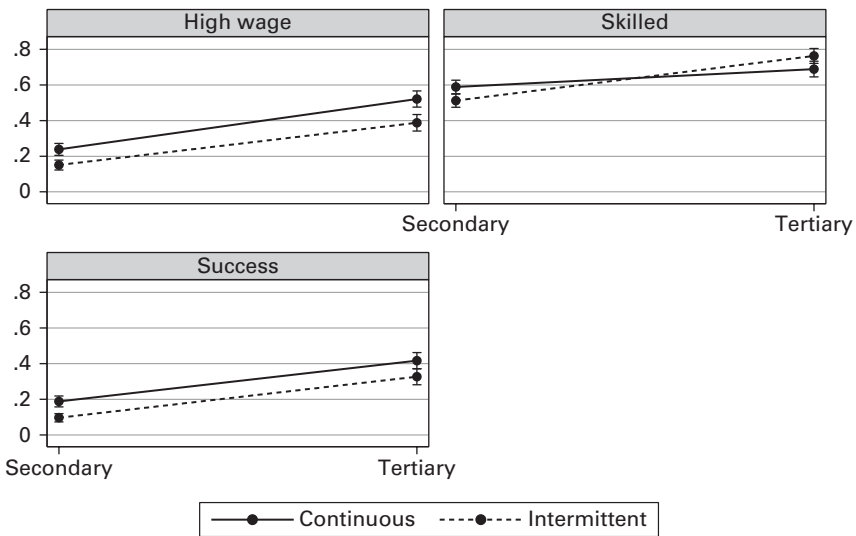 High wage
Skilled
.8
.6
.4
.2
0
Secondary
Tertiary
Success
.8
.6
.4
.2
0
Secondary
Tertiary
Continuous
Intermittent